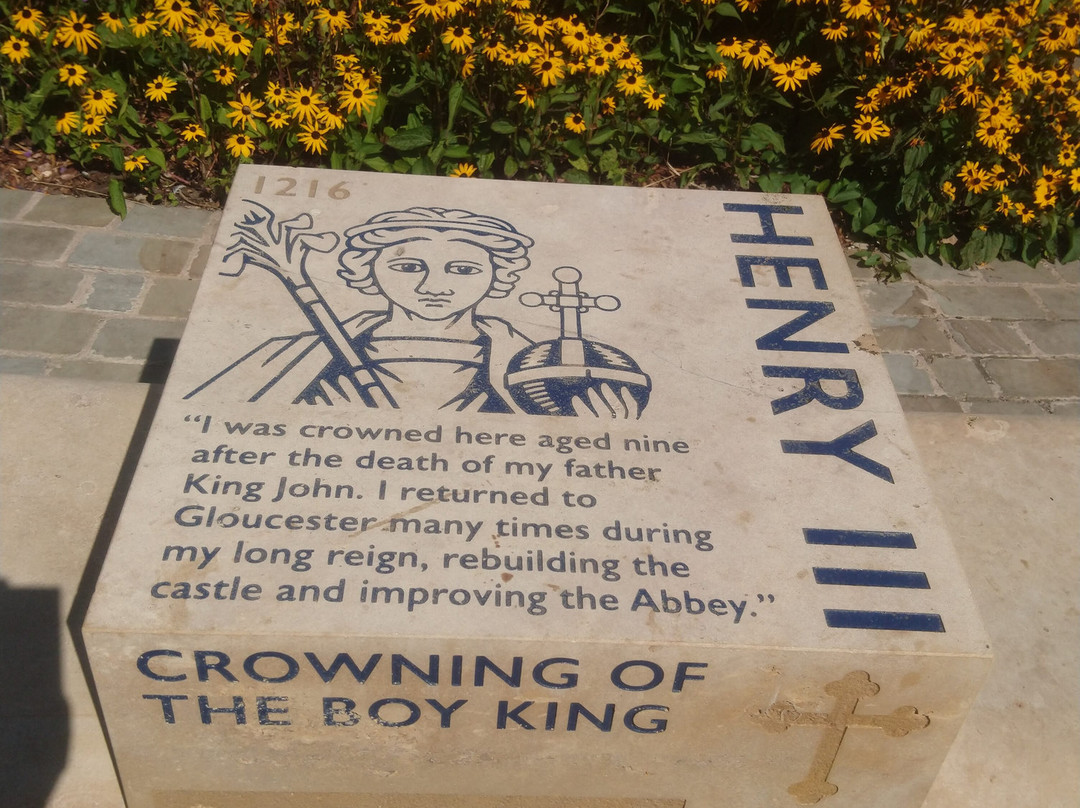 1216
HENRY III
“I was crowned here aged nine
after the death of my father
King John. I returned to
Gloucester many times during
my long reign, rebuilding the
castle and improving the Abbey.”
CROWNING OF
THE BOY KING